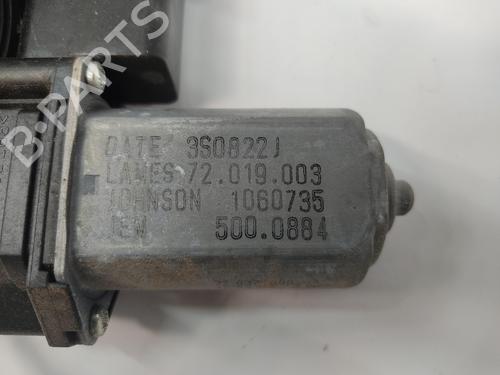 B-PARTS
DATE: 3S0822J
LAMES 72.019.003
JOHNSON 1060735
500.0884